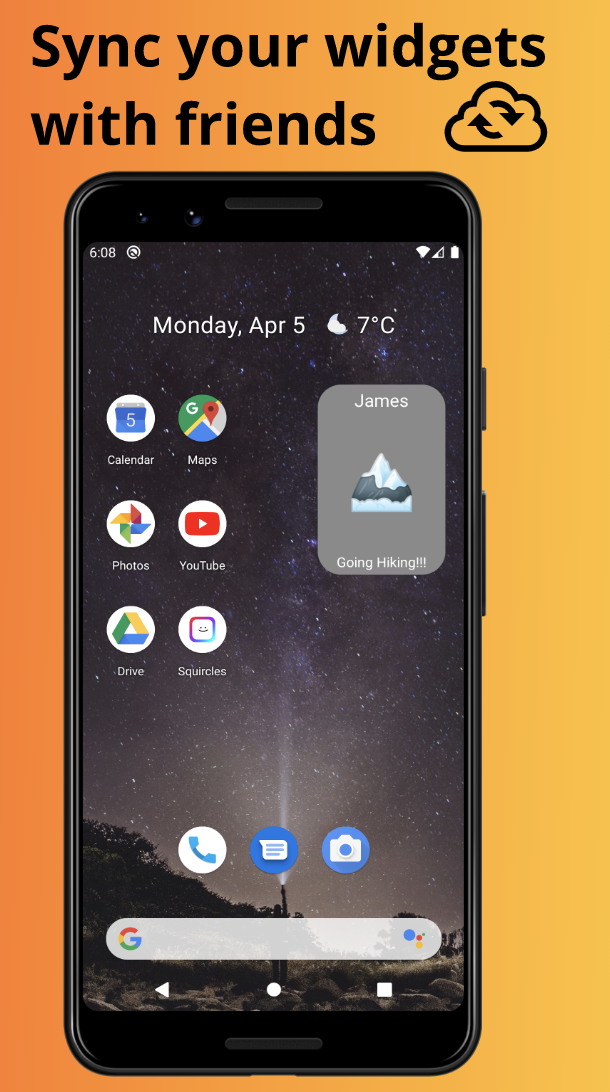 Sync your widgets
with friends
6:08
Monday, Apr 5 7°C
James
5
G
Calendar
Maps
Photos
YouTube
Going Hiking!!!
Drive
Squircles
G